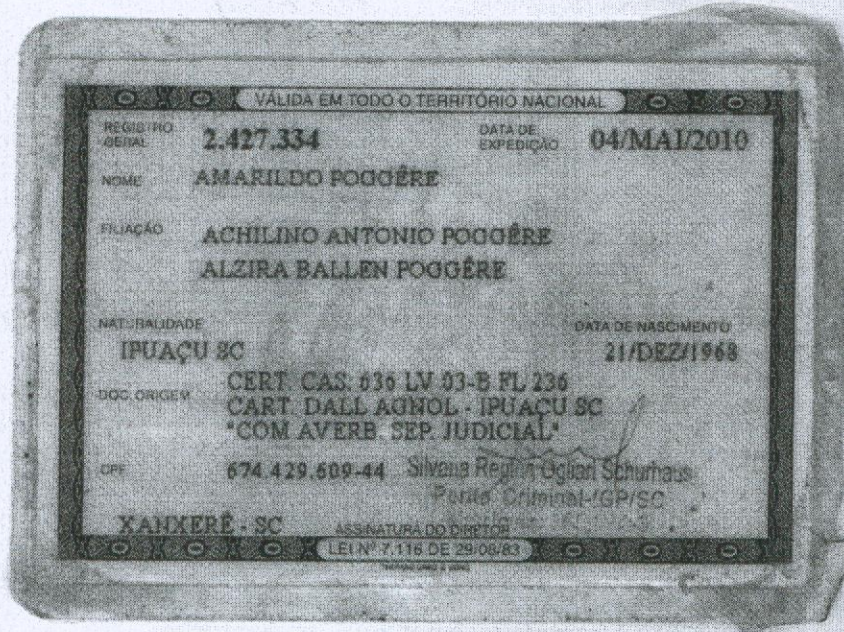 VÁLIDA EM TODO O TERRITÓRIO NACIONAL
REGISTRO GERAL 2.427.334 DATA DE EXPEDIÇÃO 04/MAI/2010
NOME AMARILDO POGGÊRE
FILIAÇÃO ACHILINO ANTONIO POGGÊRE
ALZIRA BALLEN POGGÊRE
NATURALIDADE DATA DE NASCIMENTO
IPUAÇU SC 21/DEZ/1968
DOC ORIGEM CERT. CAS. 636 LV 03-B FL 236
CART. DALL AGNOL - IPUAÇU SC
"COM AVERB. SEP. JUDICIAL"
CPF 674.429.609-44 Silvana Regina Ogliari Schurhaus
Perita Criminal-IGP/SC
XANXERÊ - SC ASSINATURA DO DIRETOR
LEI Nº 7.116 DE 29/08/83